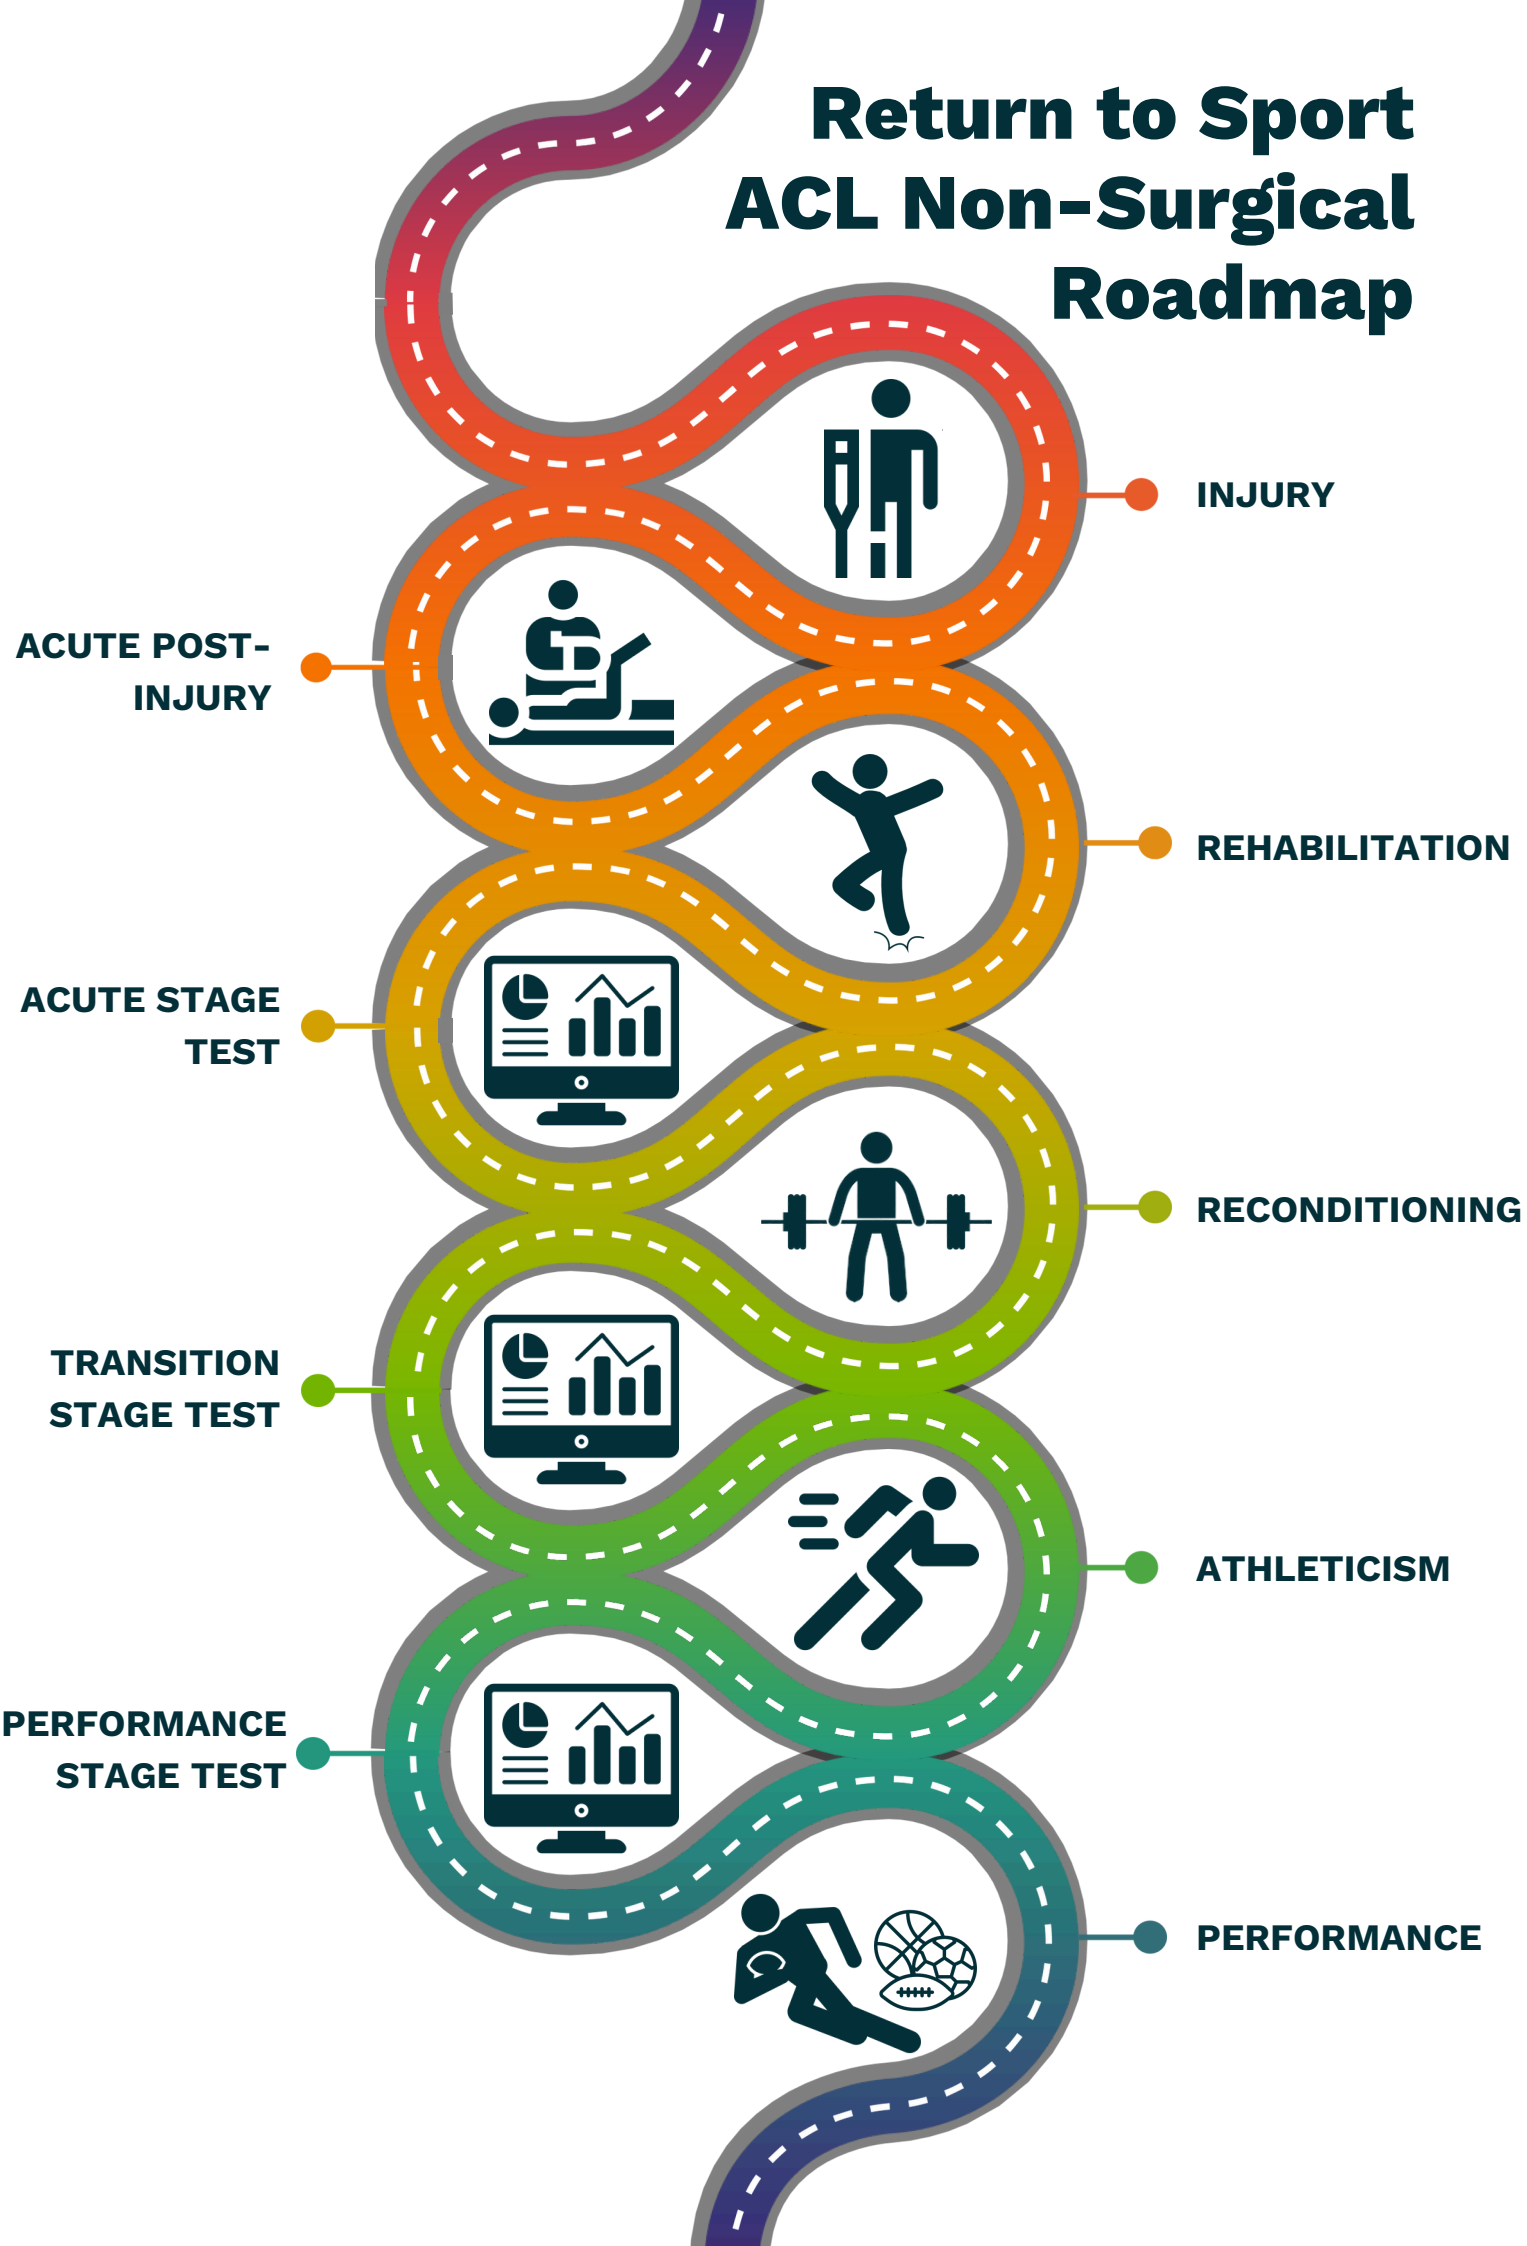 Return to Sport
ACL Non-Surgical
Roadmap
INJURY
ACUTE POST-
INJURY
REHABILITATION
ACUTE STAGE
TEST
RECONDITIONING
TRANSITION
STAGE TEST
ATHLETICISM
PERFORMANCE
STAGE TEST
PERFORMANCE